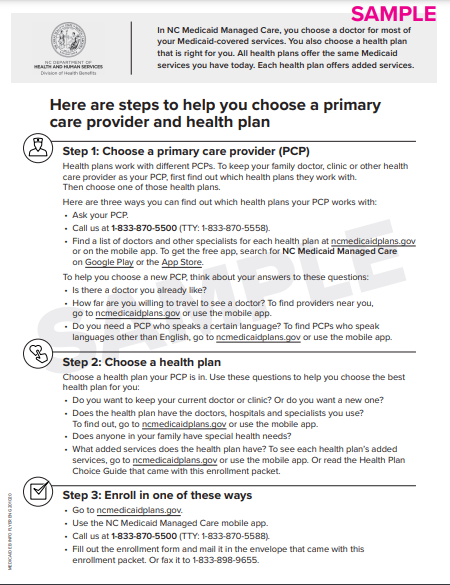 SAMPLE
In NC Medicaid Managed Care, you choose a doctor for most of
your Medicaid-covered services. You also choose a health plan
that is right for you. All health plans offer the same Medicaid
services you have today. Each health plan offers added services.
NC DEPARTMENT OF
HEALTH AND HUMAN SERVICES
Division of Health Benefits
Here are steps to help you choose a primary
care provider and health plan
Step 1: Choose a primary care provider (PCP)
Health plans work with different PCPs. To keep your family doctor, clinic or other health
care provider as your PCP, first find out which health plans they work with.
Then choose one of those health plans.
Here are three ways you can find out which health plans your PCP works with:
• Ask your PCP.
• Call us at 1-833-870-5500 (TTY: 1-833-870-5558).
• Find a list of doctors and other specialists for each health plan at ncmedicaidplans.gov
or on the mobile app. To get the free app, search for NC Medicaid Managed Care
on Google Play or the App Store.
To help you choose a new PCP, think about your answers to these questions:
• Is there a doctor you already like?
• How far are you willing to travel to see a doctor? To find providers near you,
go to ncmedicaidplans.gov or use the mobile app.
• Do you need a PCP who speaks a certain language? To find PCPs who speak
languages other than English, go to ncmedicaidplans.gov or use the mobile app.
Step 2: Choose a health plan
Choose a health plan your PCP is in. Use these questions to help you choose the best
health plan for you:
• Do you want to keep your current doctor or clinic? Or do you want a new one?
• Does the health plan have the doctors, hospitals and specialists you use?
To find out, go to ncmedicaidplans.gov or use the mobile app.
• Does anyone in your family have special health needs?
• What added services does the health plan have? To see each health plan's added
services, go to ncmedicaidplans.gov or use the mobile app. Or read the Health Plan
Choice Guide that came with this enrollment packet.
Step 3: Enroll in one of these ways
• Go to ncmedicaidplans.gov.
• Use the NC Medicaid Managed Care mobile app.
• Call us at 1-833-870-5500 (TTY: 1-833-870-5588).
• Fill out the enrollment form and mail it in the envelope that came with this
enrollment packet. Or fax it to 1-833-898-9655.
SAMPLE